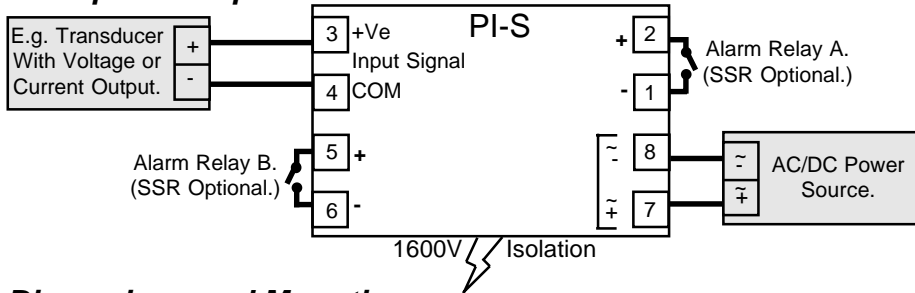 PI-S
E.g. Transducer
With Voltage or
Current Output.
+
-
3
+Ve
Input Signal
4
COM
+
2
-
1
Alarm Relay A.
(SSR Optional.)
Alarm Relay B.
(SSR Optional.)
5
+
6
-
~
-
8
~
+
7
~
-
~
+
AC/DC Power
Source.
1600V
Isolation